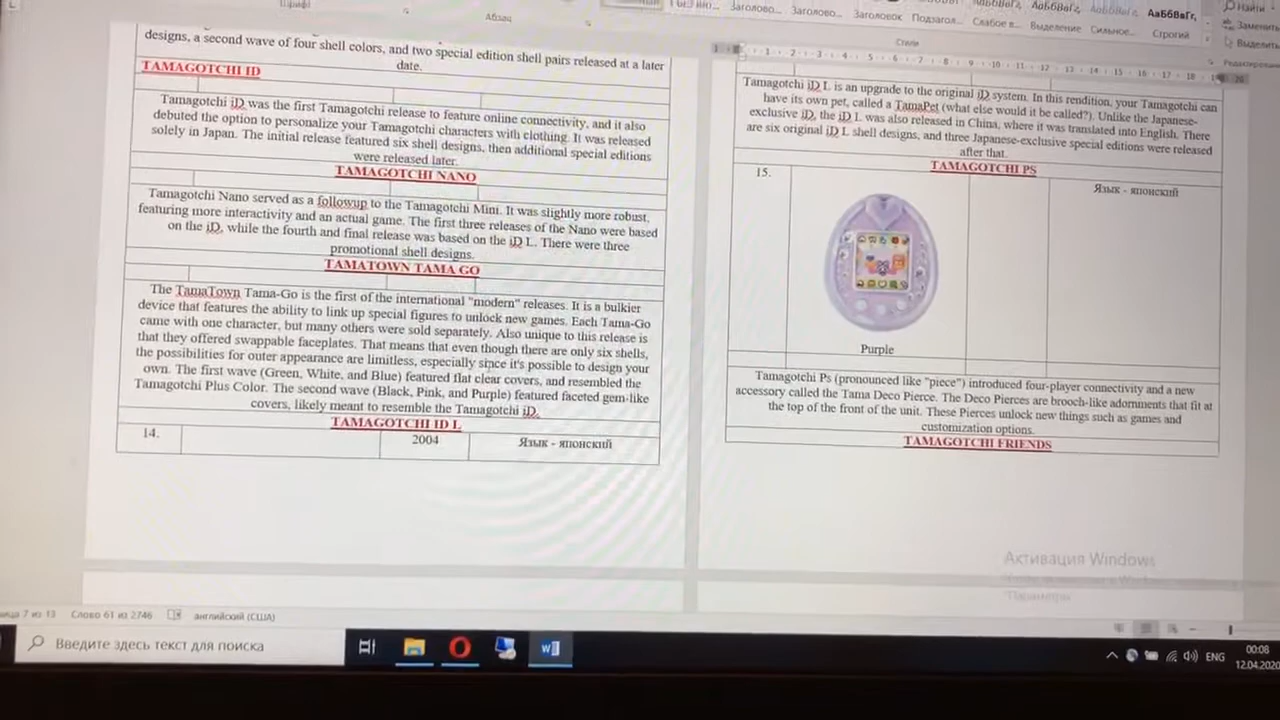 Шрифт
Абзац
Заголово...
Заголово...
Заголовок
Подзагол...
Слабое в...
Выделение
Сильное...
Строгий
Стили
Найти
Заменить
Выделить
designs, a second wave of four shell colors, and two special edition shell pairs released at a later
date.
TAMAGOTCHI ID
Tamagotchi iD was the first Tamagotchi release to feature online connectivity, and it also
debuted the option to personalize your Tamagotchi characters with clothing. It was released
solely in Japan. The initial release featured six shell designs, then additional special editions
were released later.
TAMAGOTCHI NANO
Tamagotchi Nano served as a followup to the Tamagotchi Mini. It was slightly more robust,
featuring more interactivity and an actual game. The first three releases of the Nano were based
on the iD, while the fourth and final release was based on the iD L. There were three
promotional shell designs.
TAMATOWN TAMA GO
The TamaTown Tama-Go is the first of the international "modern" releases. It is a bulkier
device that features the ability to link up special figures to unlock new games. Each Tama-Go
came with one character, but many others were sold separately. Also unique to this release is
that they offered swappable faceplates. That means that even though there are only six shells,
the possibilities for outer appearance are limitless, especially since it's possible to design your
own. The first wave (Green, White, and Blue) featured flat clear covers, and resembled the
Tamagotchi Plus Color. The second wave (Black, Pink, and Purple) featured faceted gem-like
covers, likely meant to resemble the Tamagotchi iD.
TAMAGOTCHI ID L
14.
2004
Язык - японский
Tamagotchi iD L is an upgrade to the original iD system. In this rendition, your Tamagotchi can
have its own pet, called a TamaPet (what else would it be called?). Unlike the Japanese-
exclusive iD, the iD L was also released in China, where it was translated into English. There
are six original iD L shell designs, and three Japanese-exclusive special editions were released
after that.
TAMAGOTCHI PS
15.
Язык - японский
Purple
Tamagotchi Ps (pronounced like "piece") introduced four-player connectivity and a new
accessory called the Tama Deco Pierce. The Deco Pierces are brooch-like adornments that fit at
the top of the front of the unit. These Pierces unlock new things such as games and
customization options.
TAMAGOTCHI FRIENDS
Активация Windows
Параметры
7 из 13
Слово 61 из 2746
английский (США)
Введите здесь текст для поиска
ENG
00:08
12.04.2020